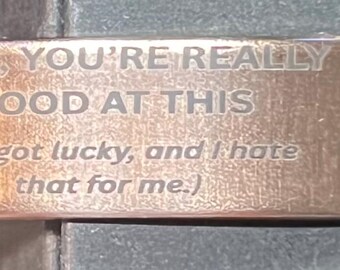 , YOU'RE REALLY
OOD AT THIS
got lucky, and I hate
that for me.)